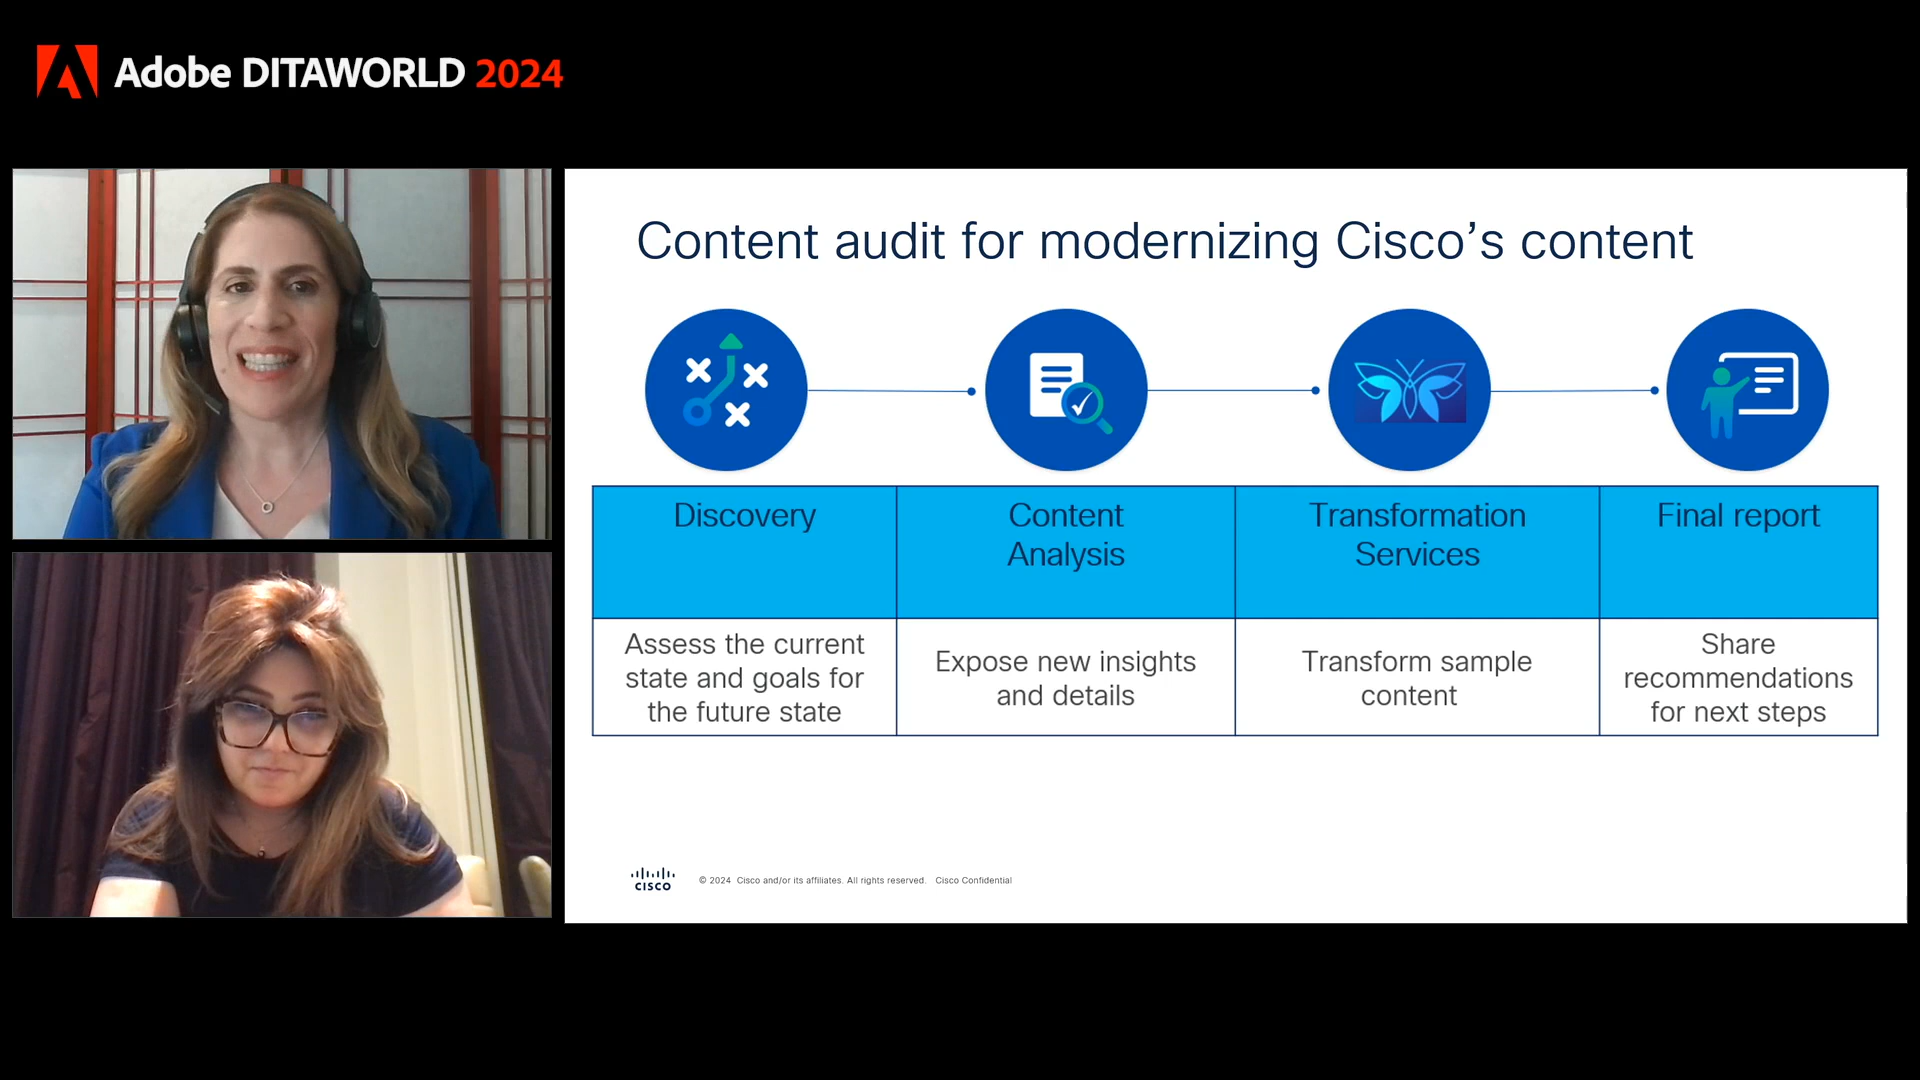 Adobe DITAWORLD 2024
Content audit for modernizing Cisco’s content
Discovery
Content
Analysis
Transformation
Services
Final report
Assess the current
state and goals for
the future state
Expose new insights
and details
Transform sample
content
Share
recommendations
for next steps
CISCO
© 2024 Cisco and/or its affiliates. All rights reserved. Cisco Confidential